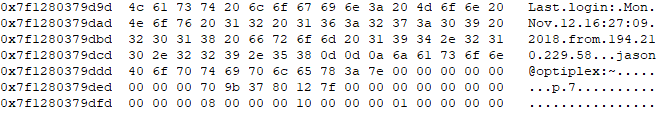 0x7f1280379d9d 4c 61 73 74 20 6c 6f 67 69 6e 3a 20 4d 6f 6e 20 Last.login:.Mon.
0x7f1280379dad 4e 6f 76 20 31 32 20 31 36 3a 32 37 3a 30 39 20 Nov.12.16:27:09.
0x7f1280379dbd 32 30 31 38 20 66 72 6f 6d 20 31 39 34 2e 32 31 2018.from.194.21
0x7f1280379dcd 30 2e 32 32 39 2e 35 38 0d 0d 0a 6a 61 73 6f 6e 0.229.58...jason
0x7f1280379ddd 40 6f 70 74 69 70 6c 65 78 3a 7e 00 00 00 00 00 @optiplex:~.....
0x7f1280379ded 00 00 00 70 9b 37 80 12 7f 00 00 00 00 00 00 00 ...p.7..........
0x7f1280379dfd 00 00 00 08 00 00 00 10 00 00 00 01 00 00 00 00 ................